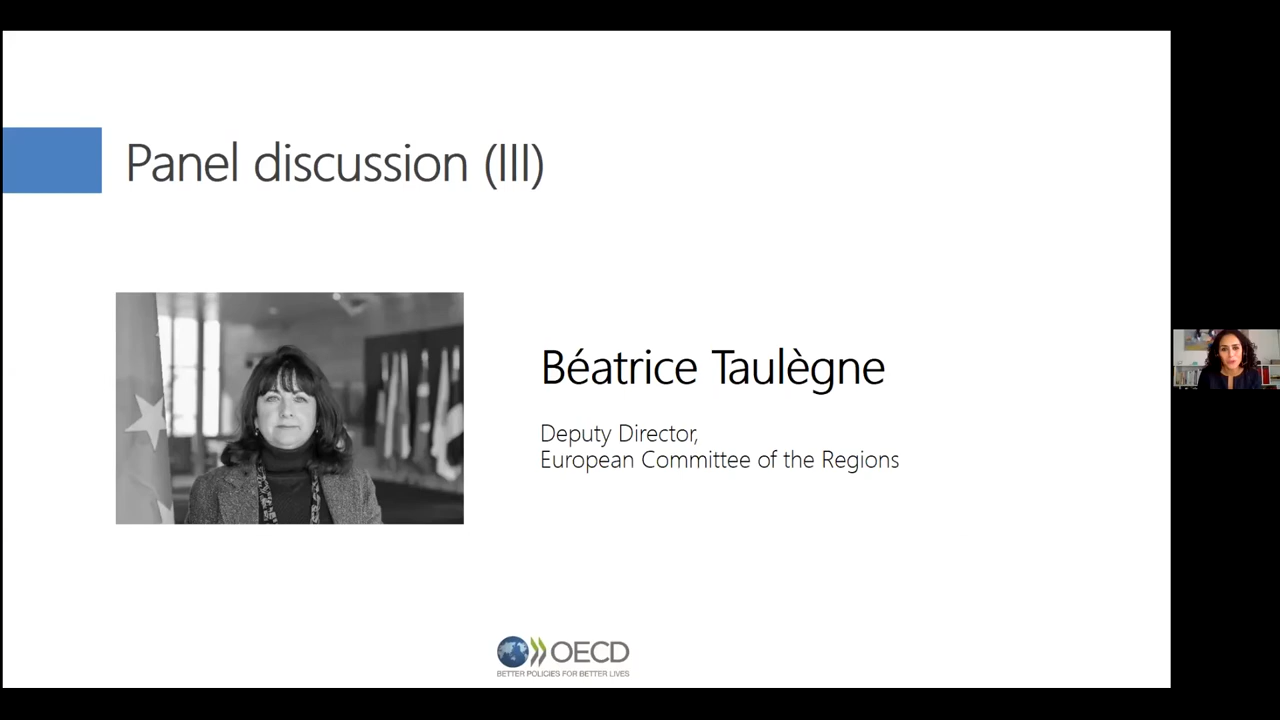 Panel discussion (III)
Béatrice Taulègne
Deputy Director,
European Committee of the Regions
OECD
BETTER POLICIES FOR BETTER LIVES